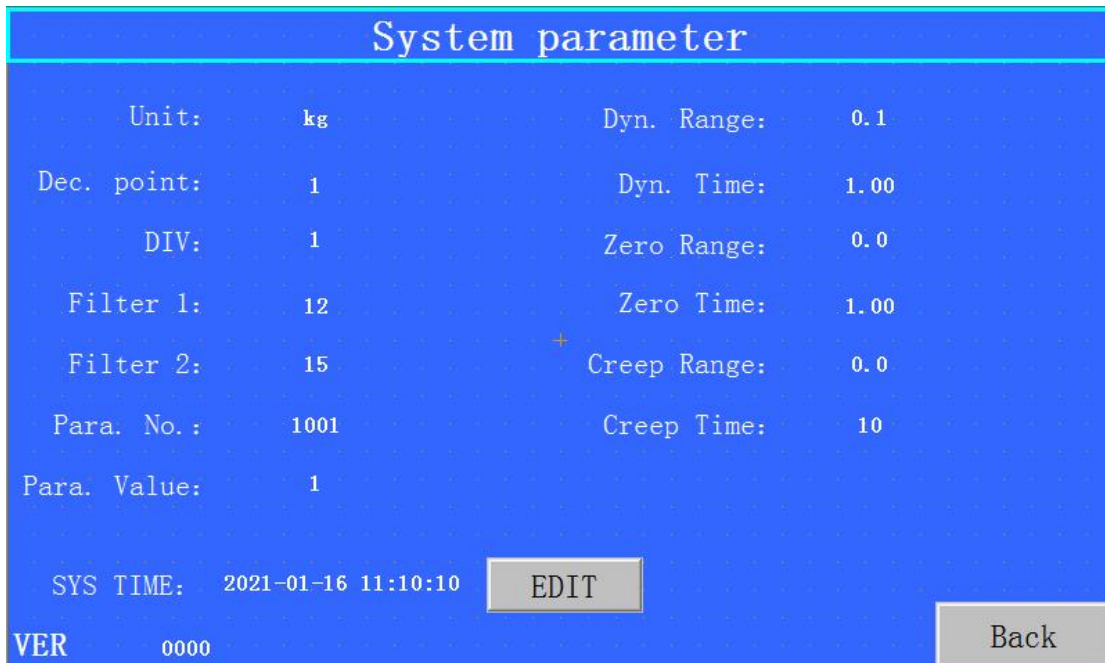 System parameter
Unit: kg Dyn. Range: 0.1
Dec. point: 1 Dyn. Time: 1.00
DIV: 1 Zero Range: 0.0
Filter 1: 12 Zero Time: 1.00
Filter 2: 15 Creep Range: 0.0
Para. No.: 1001 Creep Time: 10
Para. Value: 1
SYS TIME: 2021-01-16 11:10:10 EDIT
VER 0000 Back